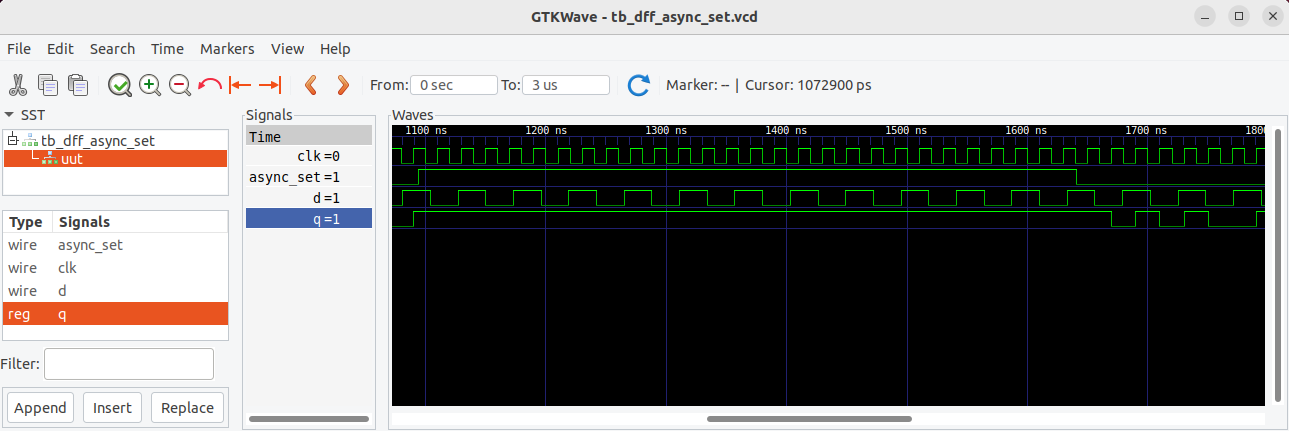 GTKWave - tb_dff_async_set.vcd
File Edit Search Time Markers View Help
From: 0 sec To: 3 us Marker: -- | Cursor: 1072900 ps
SST
tb_dff_async_set
uut
Type Signals
wire async_set
wire clk
wire d
reg q
Filter:
Append Insert Replace
Signals
Time
clk=0
async_set=1
d=1
q=1
Waves
1100 ns 1200 ns 1300 ns 1400 ns 1500 ns 1600 ns 1700 ns 1800